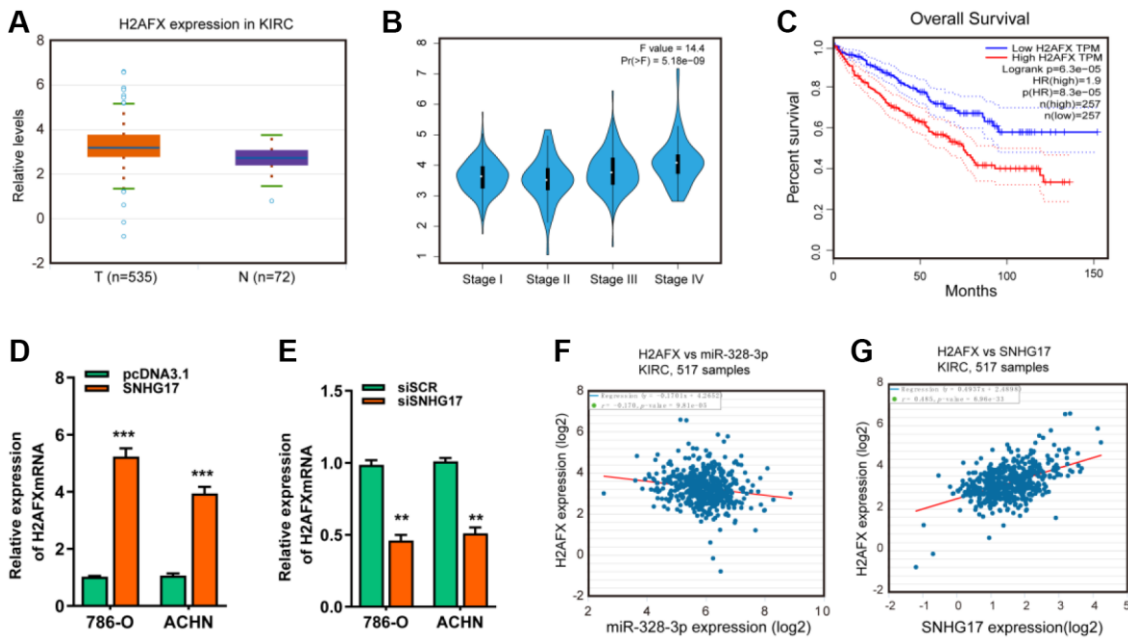 A
H2AFX expression in KIRC
Relative levels
8
6
4
2
0
-2
T (n=535)
N (n=72)
B
F value = 14.4
Pr(>F) = 5.18e-09
8
7
6
5
4
3
2
1
Stage I
Stage II
Stage III
Stage IV
C
Overall Survival
Low H2AFX TPM
High H2AFX TPM
Logrank p=6.3e-05
HR(high)=1.9
p(HR)=8.3e-05
n(high)=257
n(low)=257
Percent survival
1.0
0.8
0.6
0.4
0.2
0.0
0
50
100
150
Months
D
pcDNA3.1
SNHG17
Relative expression
of H2AFXmRNA
8
6
4
2
0
***
***
786-O
ACHN
E
siSCR
siSNHG17
Relative expression
of H2AFXmRNA
1.5
1.0
0.5
0.0
**
**
786-O
ACHN
F
H2AFX vs miR-328-3p
KIRC, 517 samples
H2AFX expression (log2)
8
6
4
2
0
-2
2
4
6
8
10
miR-328-3p expression (log2)
G
H2AFX vs SNHG17
KIRC, 517 samples
H2AFX expression (log2)
8
6
4
3
2
1
0
-2
-2
-1
0
1
2
3
4
5
SNHG17 expression(log2)